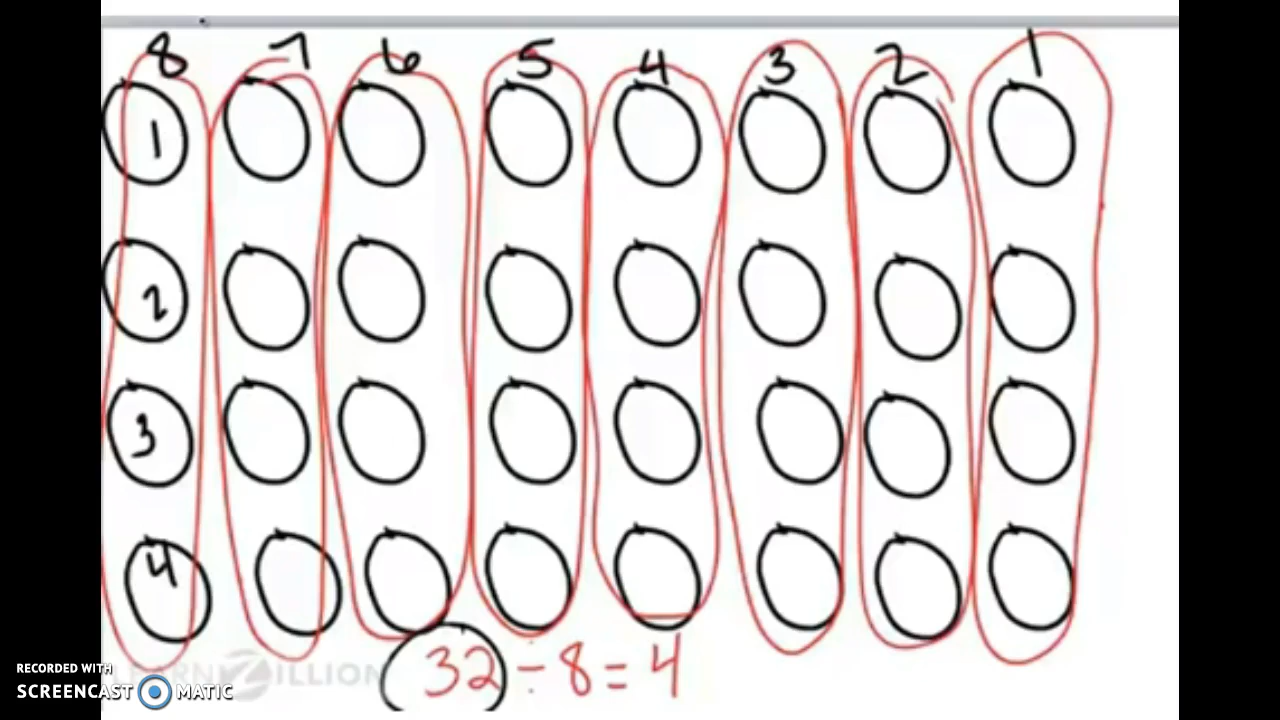 8 7 6 5 4 3 2 1
1
2
3
4
32 ÷ 8 = 4
LEARNZILLION
RECORDED WITH
SCREENCAST MATIC